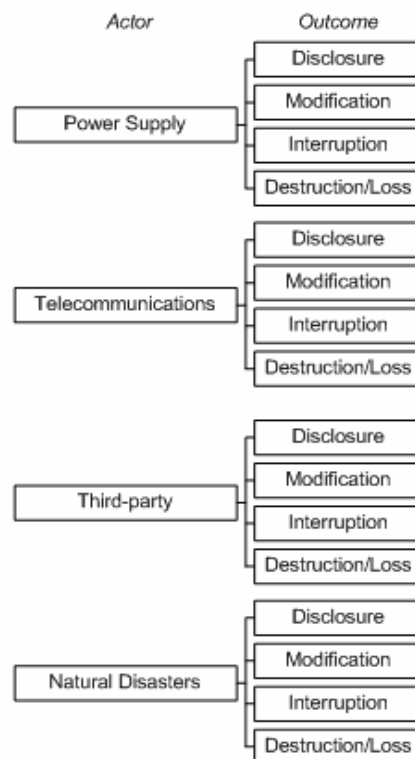 Actor Outcome
Disclosure
Modification
Power Supply
Interruption
Destruction/Loss
Disclosure
Modification
Telecommunications
Interruption
Destruction/Loss
Disclosure
Modification
Third-party
Interruption
Destruction/Loss
Disclosure
Modification
Natural Disasters
Interruption
Destruction/Loss